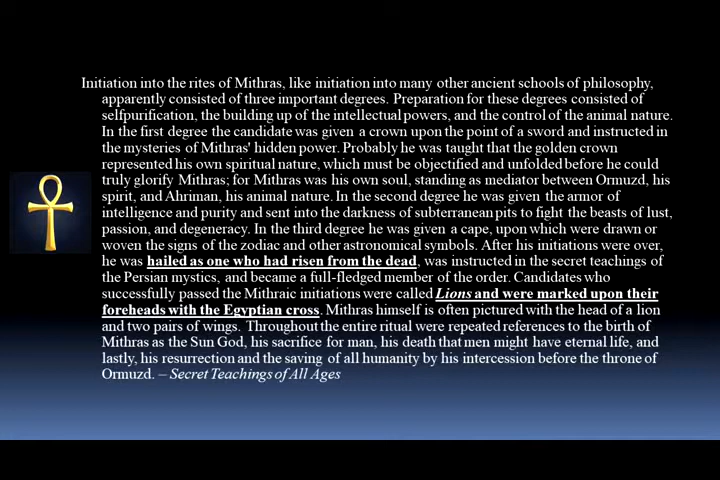 Initiation into the rites of Mithras, like initiation into many other ancient schools of philosophy,
apparently consisted of three important degrees. Preparation for these degrees consisted of
selfpurification, the building up of the intellectual powers, and the control of the animal nature.
In the first degree the candidate was given a crown upon the point of a sword and instructed in
the mysteries of Mithras' hidden power. Probably he was taught that the golden crown
represented his own spiritual nature, which must be objectified and unfolded before he could
truly glorify Mithras; for Mithras was his own soul, standing as mediator between Ormuzd, his
spirit, and Ahriman, his animal nature. In the second degree he was given the armor of
intelligence and purity and sent into the darkness of subterranean pits to fight the beasts of lust,
passion, and degeneracy. In the third degree he was given a cape, upon which were drawn or
woven the signs of the zodiac and other astronomical symbols. After his initiations were over,
he was hailed as one who had risen from the dead, was instructed in the secret teachings of
the Persian mystics, and became a full-fledged member of the order. Candidates who
successfully passed the Mithraic initiations were called Lions and were marked upon their
foreheads with the Egyptian cross. Mithras himself is often pictured with the head of a lion
and two pairs of wings. Throughout the entire ritual were repeated references to the birth of
Mithras as the Sun God, his sacrifice for man, his death that men might have eternal life, and
lastly, his resurrection and the saving of all humanity by his intercession before the throne of
Ormuzd. – Secret Teachings of All Ages